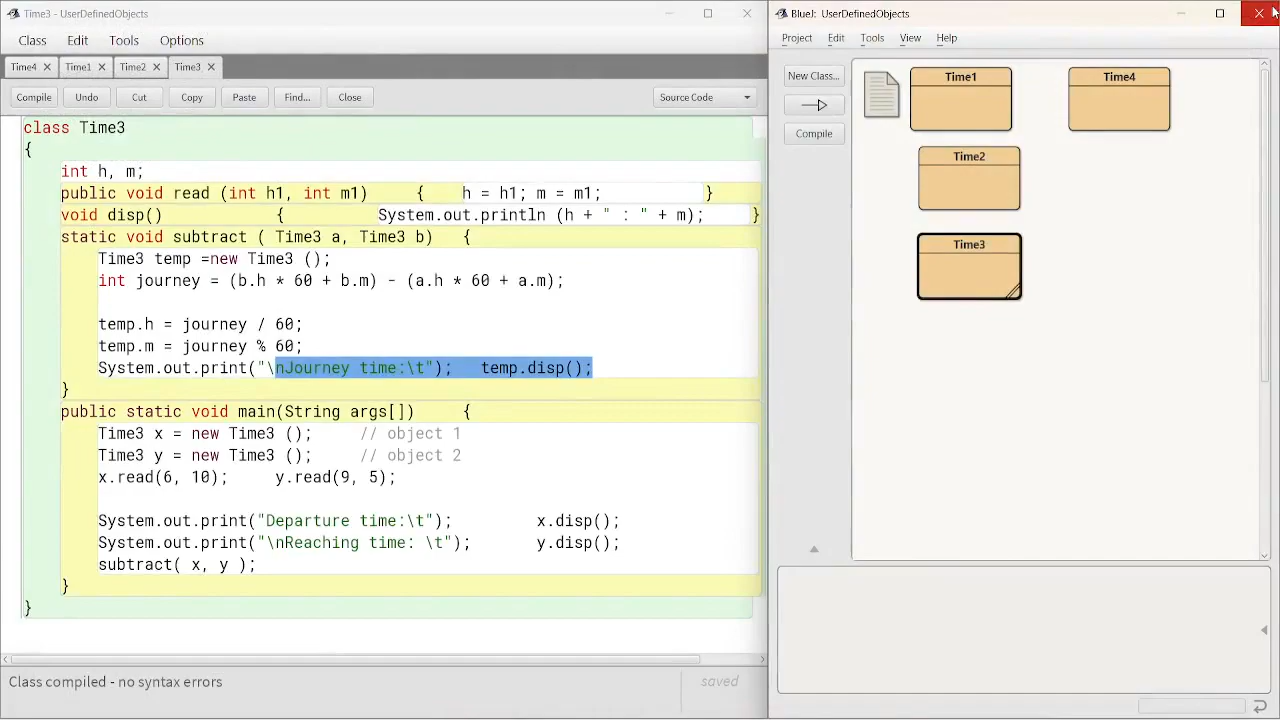 Time3 - UserDefinedObjects
Class Edit Tools Options
Time4 Time1 Time2 Time3
Compile Undo Cut Copy Paste Find... Close Source Code
class Time3
{
int h, m;
public void read (int h1, int m1) { h = h1; m = m1; }
void disp() { System.out.println (h + " : " + m); }
static void subtract ( Time3 a, Time3 b) {
Time3 temp =new Time3 ();
int journey = (b.h * 60 + b.m) - (a.h * 60 + a.m);
temp.h = journey / 60;
temp.m = journey % 60;
System.out.print("\nJourney time:\t"); temp.disp();
}
public static void main(String args[]) {
Time3 x = new Time3 (); // object 1
Time3 y = new Time3 (); // object 2
x.read(6, 10); y.read(9, 5);
System.out.print("Departure time:\t"); x.disp();
System.out.print("\nReaching time: \t"); y.disp();
subtract( x, y );
}
}
Class compiled - no syntax errors
saved
BlueJ: UserDefinedObjects
Project Edit Tools View Help
New Class...
Compile
Time1
Time4
Time2
Time3